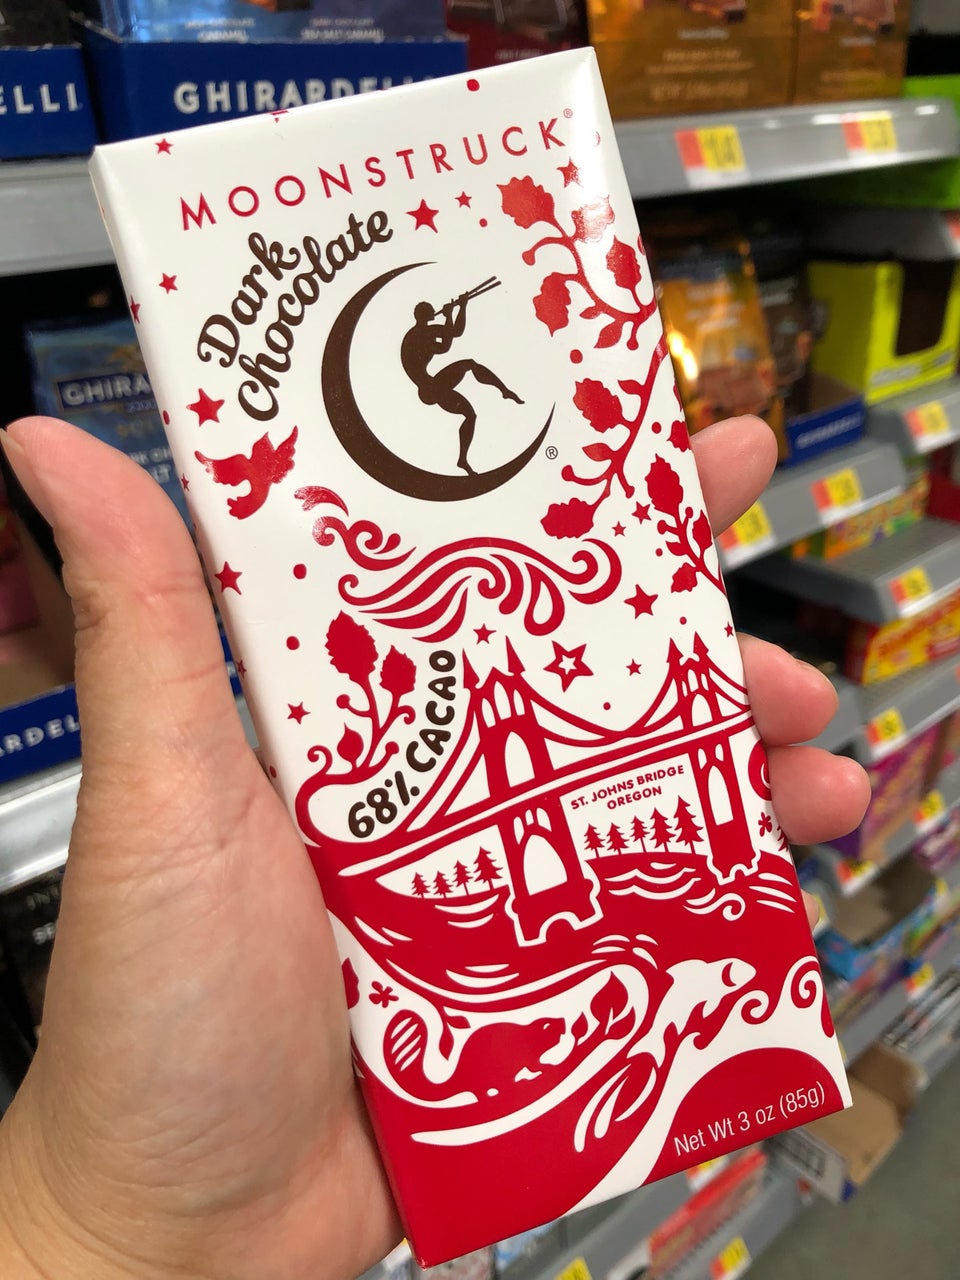 GHIRARDELLI
MOONSTRUCK®
Dark
chocolate
®
68% CACAO
ST. JOHNS BRIDGE
OREGON
Net Wt 3 oz (85g)